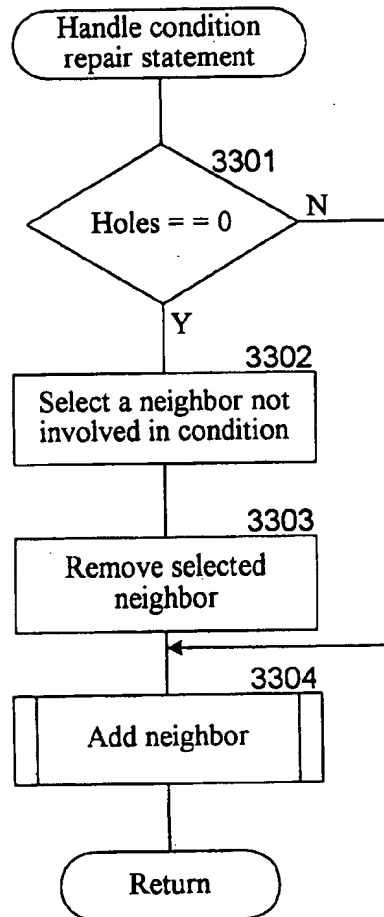 Handle condition
repair statement
3301
Holes = = 0
N
Y
3302
Select a neighbor not
involved in condition
3303
Remove selected
neighbor
3304
Add neighbor
Return